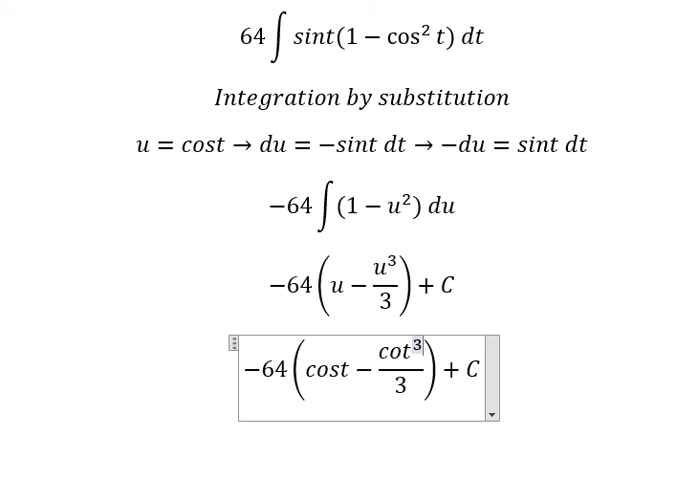 64 ∫ sint(1 − cos² t) dt
Integration by substitution
u = cost → du = −sint dt → −du = sint dt
−64 ∫ (1 − u²) du
−64 (u − u³/3) + C
−64 (cost − cot³/3) + C